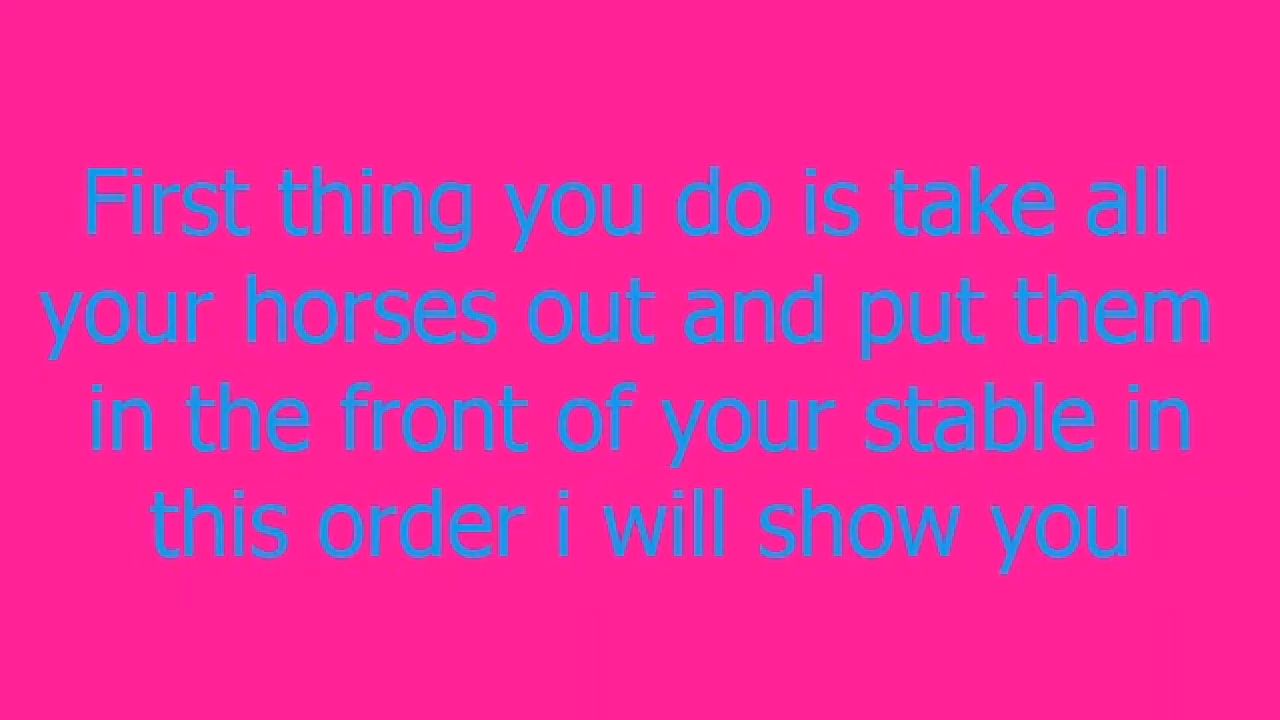 First thing you do is take all
your horses out and put them
in the front of your stable in
this order i will show you